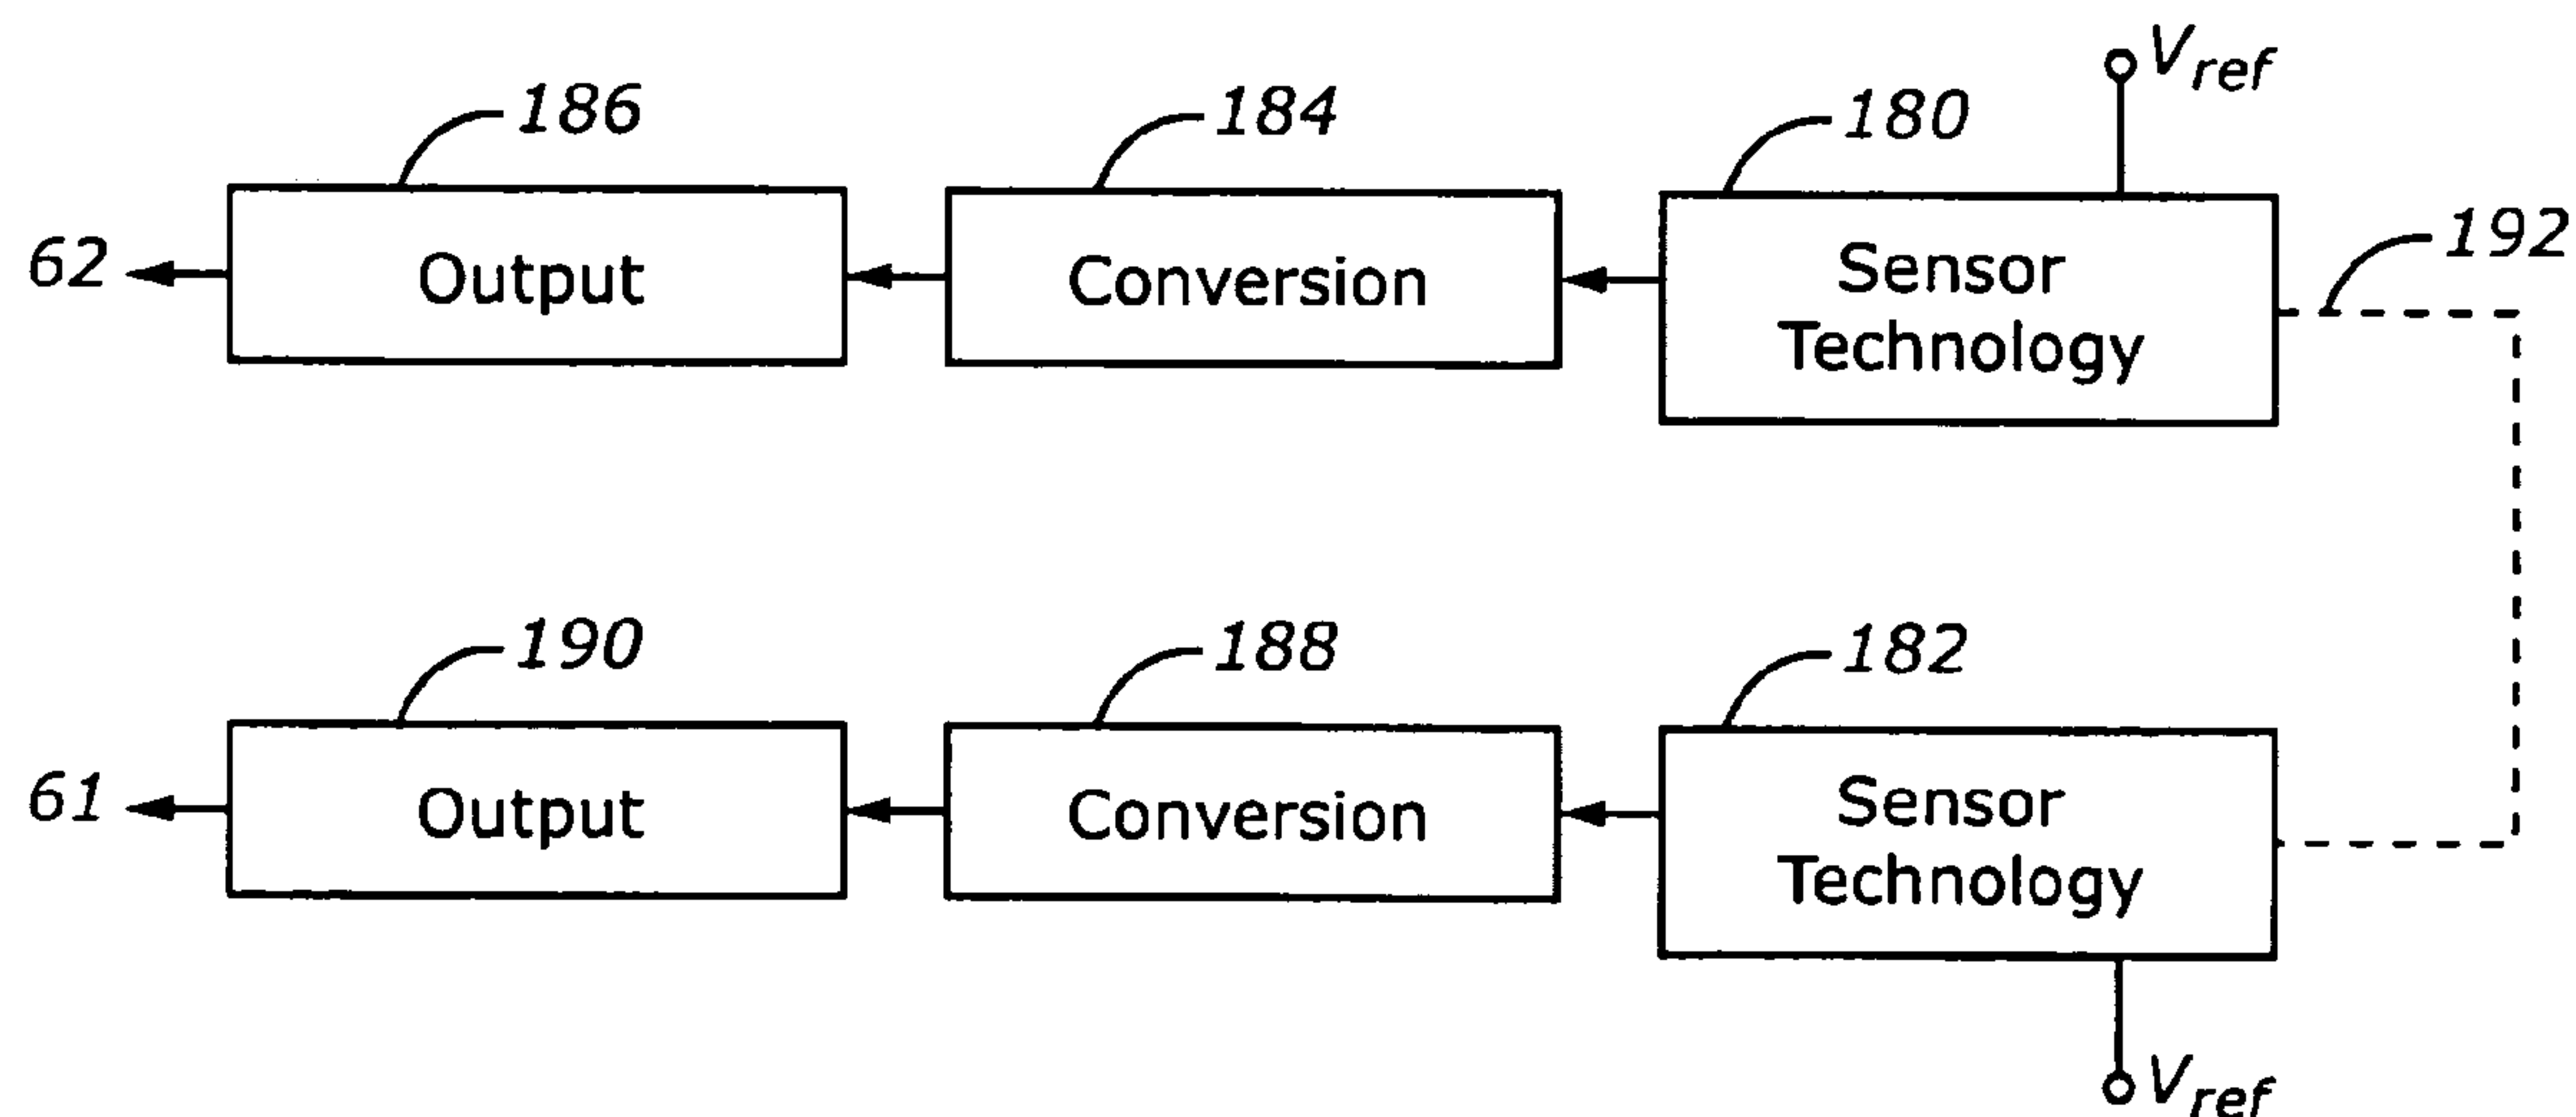 V_ref
186
184
180
192
62
Output
Conversion
Sensor
Technology
190
188
182
61
Output
Conversion
Sensor
Technology
V_ref